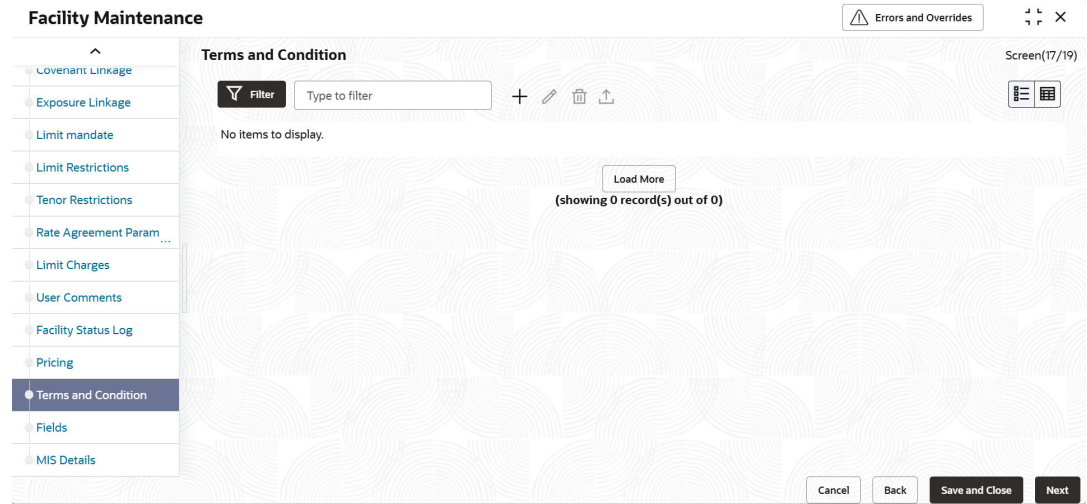 Facility Maintenance
Errors and Overrides
Covenant Linkage
Exposure Linkage
Limit mandate
Limit Restrictions
Tenor Restrictions
Rate Agreement Param...
Limit Charges
User Comments
Facility Status Log
Pricing
Terms and Condition
Fields
MIS Details
Terms and Condition
Screen(17/19)
Filter
Type to filter
No items to display.
Load More
(showing 0 record(s) out of 0)
Cancel
Back
Save and Close
Next